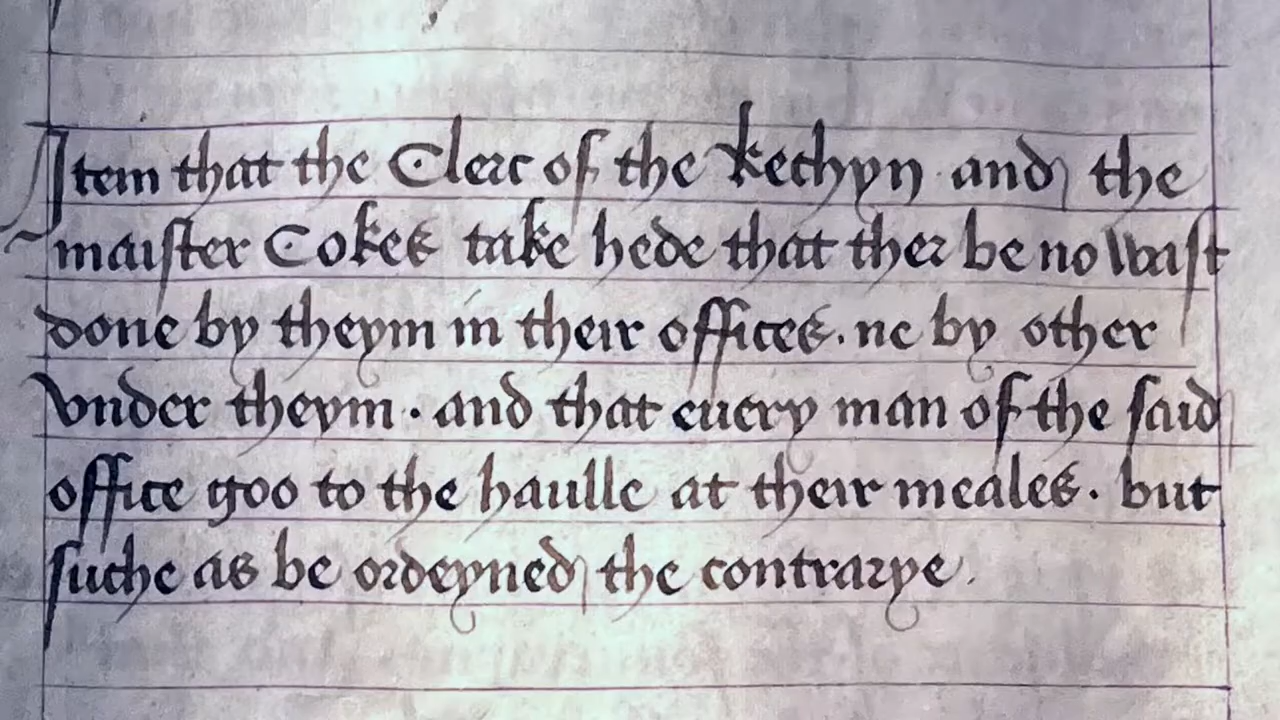 Item that the Clerc of the kechyn and the
maister Cokes take hede that ther be no wast
done by theym in their offices. ne by other
vnder theym. and that euery man of the said
office goo to the haulle at their meales. but
suche as be ordeyned the contrarye.